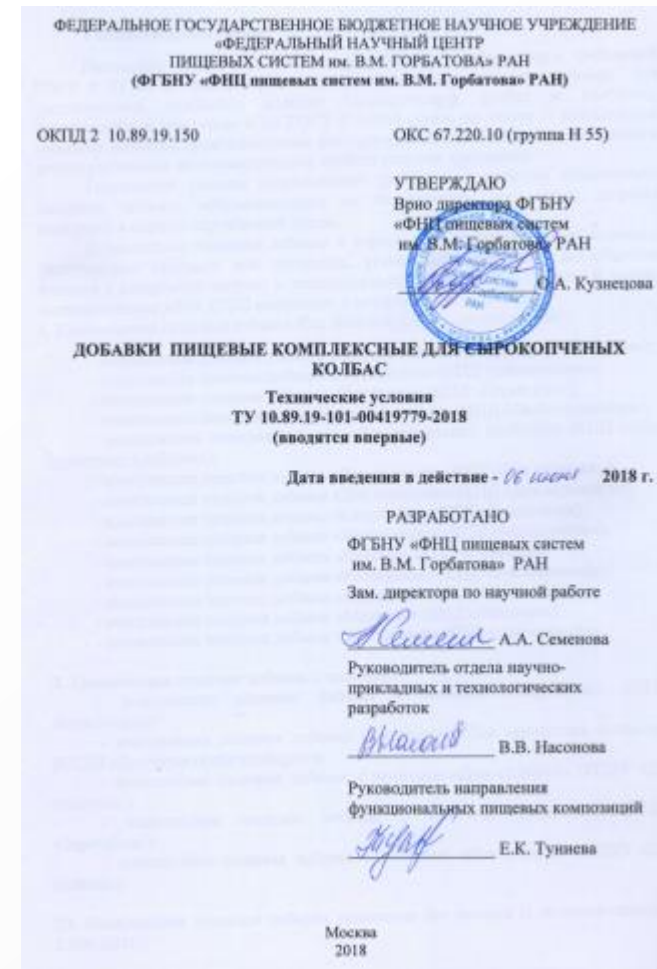 ФЕДЕРАЛЬНОЕ ГОСУДАРСТВЕННОЕ БЮДЖЕТНОЕ НАУЧНОЕ УЧРЕЖДЕНИЕ
«ФЕДЕРАЛЬНЫЙ НАУЧНЫЙ ЦЕНТР
ПИЩЕВЫХ СИСТЕМ им. В.М. ГОРБАТОВА» РАН
(ФГБНУ «ФНЦ пищевых систем им. В.М. Горбатова» РАН)
ОКПД 2 10.89.19.150
ОКС 67.220.10 (группа Н 55)
УТВЕРЖДАЮ
Врио директора ФГБНУ
«ФНЦ пищевых систем
им. В.М. Горбатова» РАН
О.А. Кузнецова
ДОБАВКИ ПИЩЕВЫЕ КОМПЛЕКСНЫЕ ДЛЯ СЫРОКОПЧЕНЫХ
КОЛБАС
Технические условия
ТУ 10.89.19-101-00419779-2018
(вводятся впервые)
Дата введения в действие - 06 июня 2018 г.
РАЗРАБОТАНО
ФГБНУ «ФНЦ пищевых систем
им. В.М. Горбатова» РАН
Зам. директора по научной работе
А.А. Семенова
Руководитель отдела научно-
прикладных и технологических
разработок
В.В. Насонова
Руководитель направления
функциональных пищевых композиций
Е.К. Туниева
Москва
2018